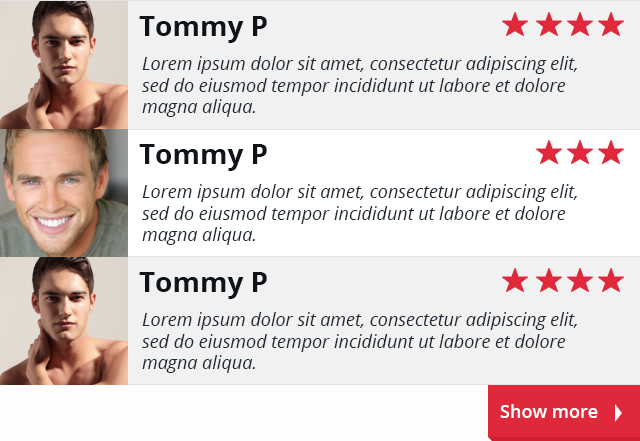 Tommy P
Lorem ipsum dolor sit amet, consectetur adipiscing elit,
sed do eiusmod tempor incididunt ut labore et dolore
magna aliqua.
Tommy P
Lorem ipsum dolor sit amet, consectetur adipiscing elit,
sed do eiusmod tempor incididunt ut labore et dolore
magna aliqua.
Tommy P
Lorem ipsum dolor sit amet, consectetur adipiscing elit,
sed do eiusmod tempor incididunt ut labore et dolore
magna aliqua.
Show more